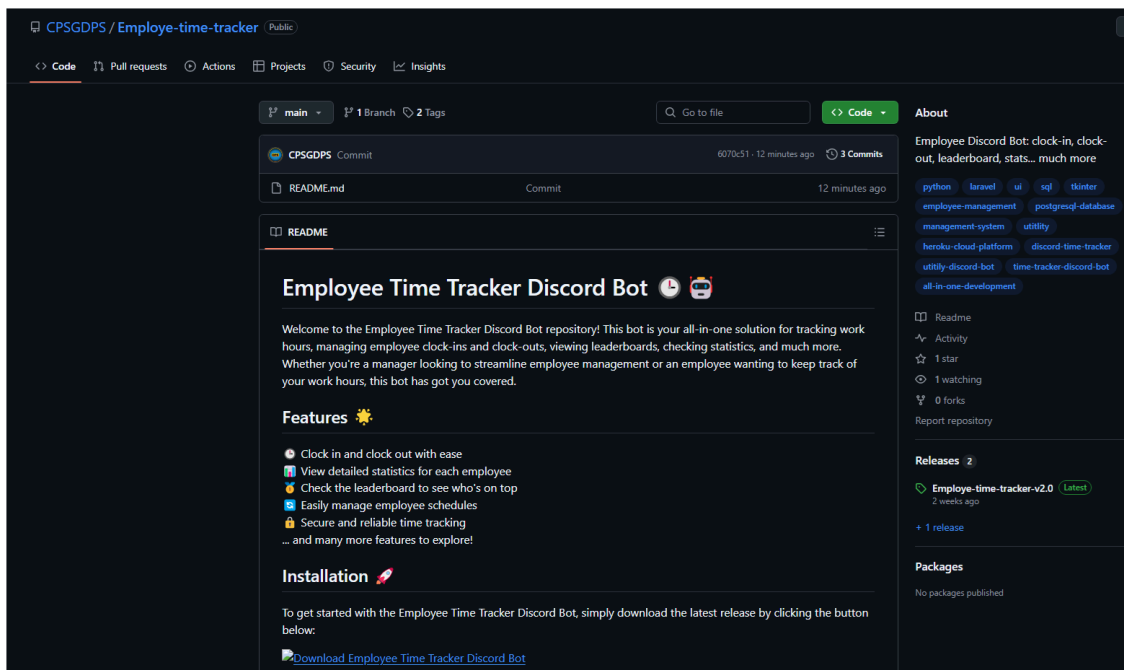 CPSGDPS / Employe-time-tracker Public
Code Pull requests Actions Projects Security Insights
main 1 Branch 2 Tags Go to file Code
CPSGDPS Commit 6070c51 · 12 minutes ago 3 Commits
README.md Commit 12 minutes ago
README
Employee Time Tracker Discord Bot 🕒 🤖
Welcome to the Employee Time Tracker Discord Bot repository! This bot is your all-in-one solution for tracking work
hours, managing employee clock-ins and clock-outs, viewing leaderboards, checking statistics, and much more.
Whether you're a manager looking to streamline employee management or an employee wanting to keep track of
your work hours, this bot has got you covered.
Features 🌟
🕒 Clock in and clock out with ease
📊 View detailed statistics for each employee
🏅 Check the leaderboard to see who's on top
🔄 Easily manage employee schedules
🔒 Secure and reliable time tracking
... and many more features to explore!
Installation 🚀
To get started with the Employee Time Tracker Discord Bot, simply download the latest release by clicking the button
below:
Download Employee Time Tracker Discord Bot
About
Employee Discord Bot: clock-in, clock-
out, leaderboard, stats... much more
python laravel ui sql tkinter
employee-management postgresql-database
management-system utitlity
heroku-cloud-platform discord-time-tracker
utitily-discord-bot time-tracker-discord-bot
all-in-one-development
Readme
Activity
1 star
1 watching
0 forks
Report repository
Releases 2
Employe-time-tracker-v2.0 Latest
2 weeks ago
+ 1 release
Packages
No packages published